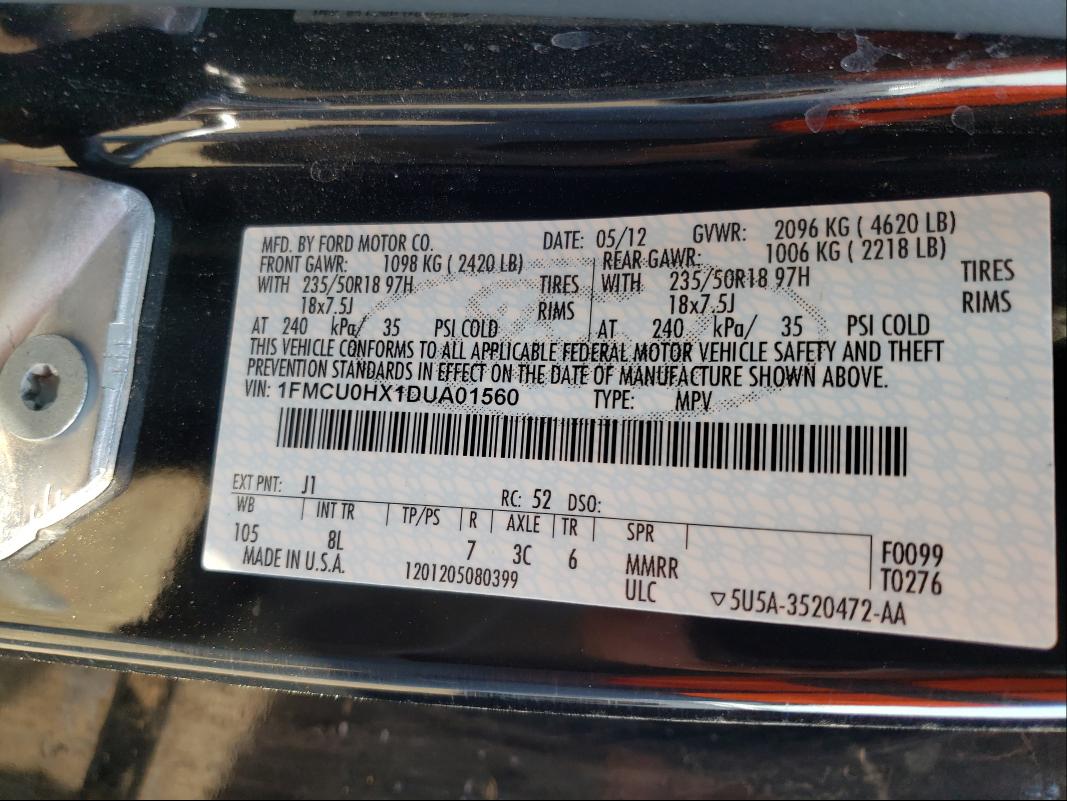 MFD. BY FORD MOTOR CO. DATE: 05/12 GVWR: 2096 KG ( 4620 LB)
FRONT GAWR: 1098 KG ( 2420 LB) REAR GAWR: 1006 KG ( 2218 LB)
WITH 235/50R18 97H TIRES WITH 235/50R18 97H TIRES
18x7.5J RIMS 18x7.5J RIMS
AT 240 kPa/ 35 PSI COLD AT 240 kPa/ 35 PSI COLD
THIS VEHICLE CONFORMS TO ALL APPLICABLE FEDERAL MOTOR VEHICLE SAFETY AND THEFT
PREVENTION STANDARDS IN EFFECT ON THE DATE OF MANUFACTURE SHOWN ABOVE.
VIN: 1FMCU0HX1DUA01560 TYPE: MPV
EXT PNT: J1 RC: 52 DSO:
WB INT TR TP/PS R AXLE TR SPR
105 8L 7 3C 6 MMRR F0099
MADE IN U.S.A. 1201205080399 ULC T0276
▽5U5A-3520472-AA